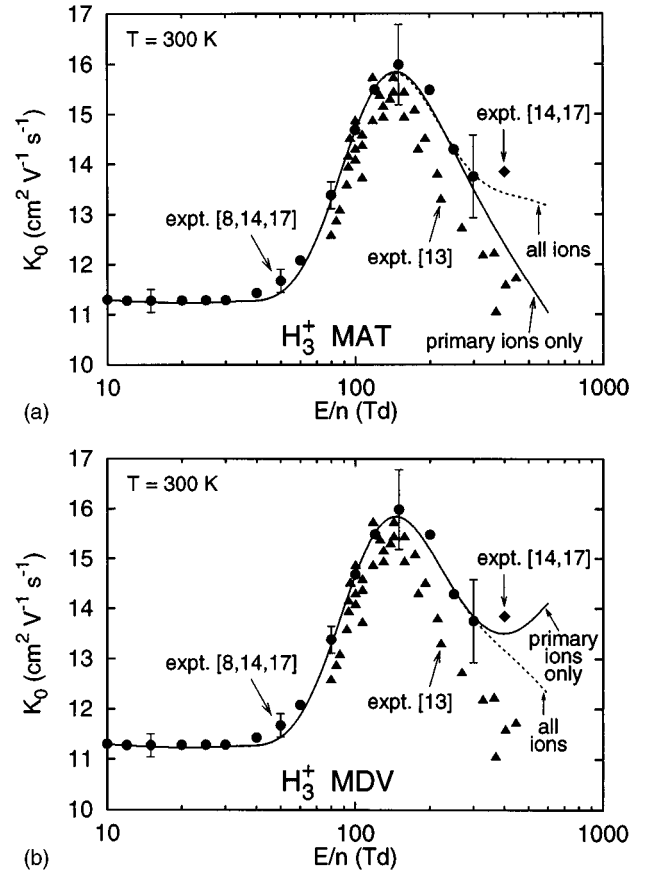 17
T = 300 K
16
15
expt. [14,17]
14
K₀ (cm² V⁻¹ s⁻¹)
expt. [8,14,17]
13
all ions
expt. [13]
12
H₃⁺ MAT
primary ions only
11
10
10
100
1000
(a)
E/n (Td)
17
T = 300 K
16
15
expt. [14,17]
14
primary
ions
only
K₀ (cm² V⁻¹ s⁻¹)
expt. [8,14,17]
13
expt. [13]
12
all
ions
H₃⁺ MDV
11
10
10
100
1000
(b)
E/n (Td)